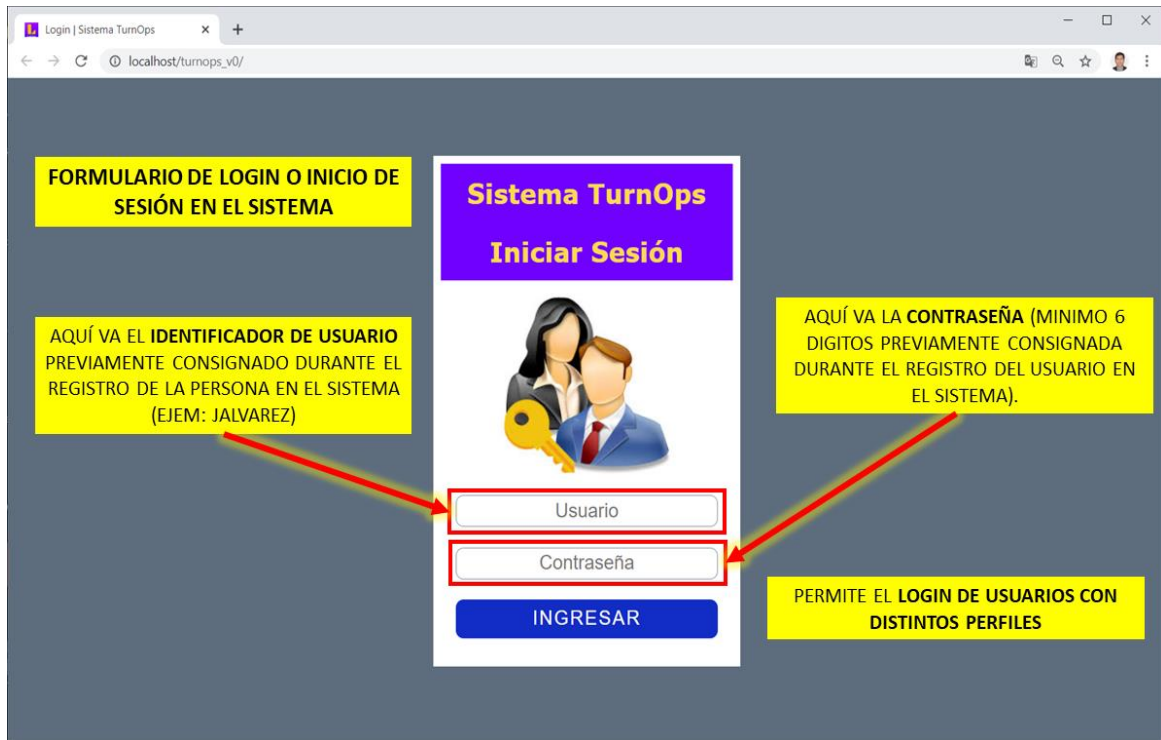 Login | Sistema TurnOps
localhost/turnops_v0/
FORMULARIO DE LOGIN O INICIO DE
SESIÓN EN EL SISTEMA
Sistema TurnOps
Iniciar Sesión
AQUÍ VA EL IDENTIFICADOR DE USUARIO
PREVIAMENTE CONSIGNADO DURANTE EL
REGISTRO DE LA PERSONA EN EL SISTEMA
(EJEM: JALVAREZ)
AQUÍ VA LA CONTRASEÑA (MINIMO 6
DIGITOS PREVIAMENTE CONSIGNADA
DURANTE EL REGISTRO DEL USUARIO EN
EL SISTEMA).
Usuario
Contraseña
INGRESAR
PERMITE EL LOGIN DE USUARIOS CON
DISTINTOS PERFILES